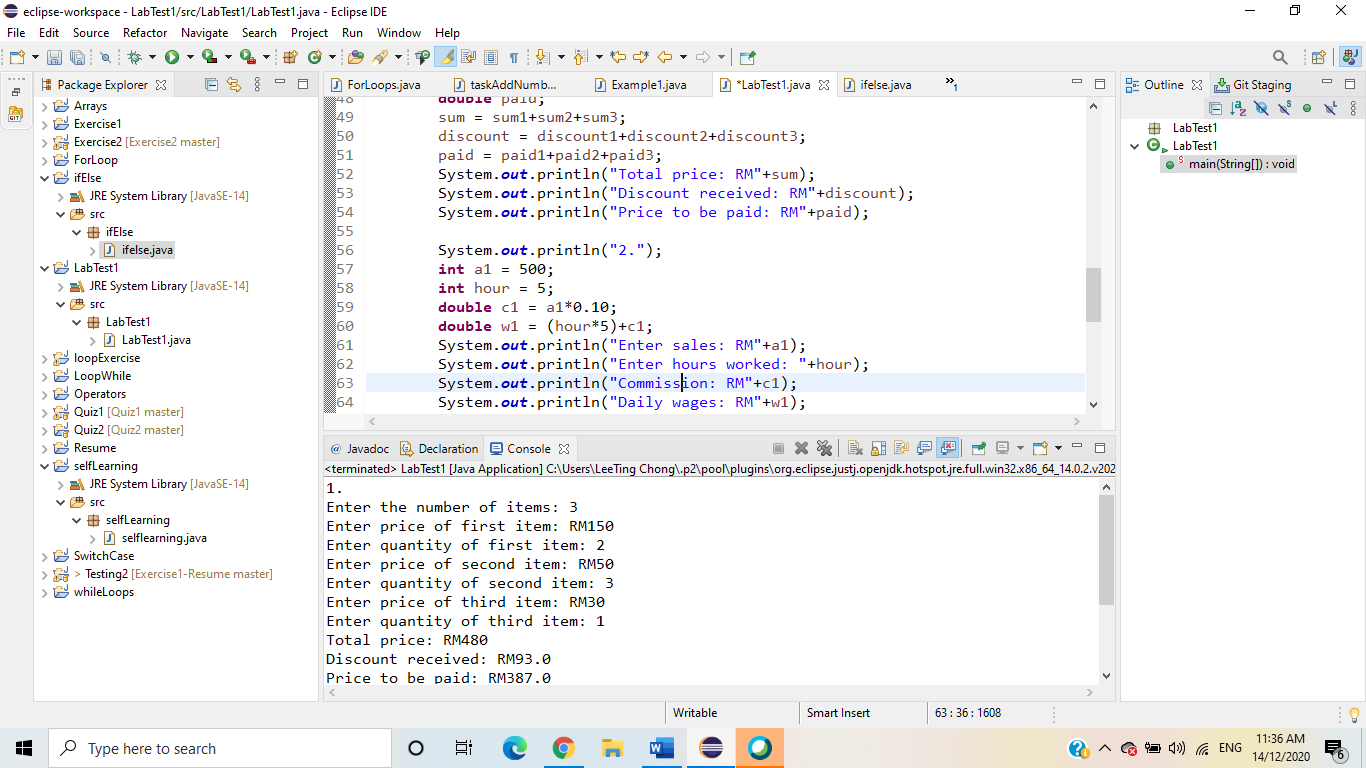 eclipse-workspace - LabTest1/src/LabTest1/LabTest1.java - Eclipse IDE
File Edit Source Refactor Navigate Search Project Run Window Help
Package Explorer
Arrays
Exercise1
Exercise2 [Exercise2 master]
ForLoop
ifElse
JRE System Library [JavaSE-14]
src
ifElse
ifelse.java
LabTest1
JRE System Library [JavaSE-14]
src
LabTest1
LabTest1.java
loopExercise
LoopWhile
Operators
Quiz1 [Quiz1 master]
Quiz2 [Quiz2 master]
Resume
selfLearning
JRE System Library [JavaSE-14]
src
selfLearning
selflearning.java
SwitchCase
> Testing2 [Exercise1-Resume master]
whileLoops
ForLoops.java taskAddNumb... Example1.java *LabTest1.java ifelse.java »1
48 double paid;
49 sum = sum1+sum2+sum3;
50 discount = discount1+discount2+discount3;
51 paid = paid1+paid2+paid3;
52 System.out.println("Total price: RM"+sum);
53 System.out.println("Discount received: RM"+discount);
54 System.out.println("Price to be paid: RM"+paid);
55
56 System.out.println("2.");
57 int a1 = 500;
58 int hour = 5;
59 double c1 = a1*0.10;
60 double w1 = (hour*5)+c1;
61 System.out.println("Enter sales: RM"+a1);
62 System.out.println("Enter hours worked: "+hour);
63 System.out.println("Commission: RM"+c1);
64 System.out.println("Daily wages: RM"+w1);
@ Javadoc Declaration Console
<terminated> LabTest1 [Java Application] C:\Users\LeeTing Chong\.p2\pool\plugins\org.eclipse.justj.openjdk.hotspot.jre.full.win32.x86_64_14.0.2.v202
1.
Enter the number of items: 3
Enter price of first item: RM150
Enter quantity of first item: 2
Enter price of second item: RM50
Enter quantity of second item: 3
Enter price of third item: RM30
Enter quantity of third item: 1
Total price: RM480
Discount received: RM93.0
Price to be paid: RM387.0
Outline Git Staging
LabTest1
LabTest1
main(String[]) : void
Writable Smart Insert 63 : 36 : 1608
Type here to search
ENG
11:36 AM
14/12/2020
6